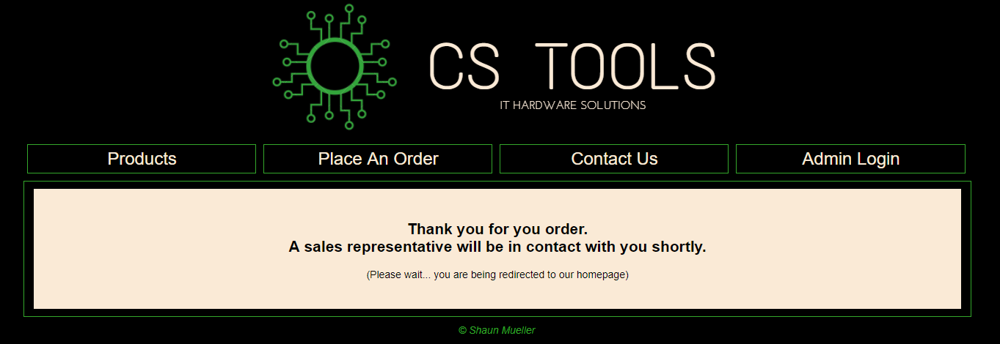 CS TOOLS
IT HARDWARE SOLUTIONS
Products
Place An Order
Contact Us
Admin Login
Thank you for you order.
A sales representative will be in contact with you shortly.
(Please wait... you are being redirected to our homepage)
© Shaun Mueller